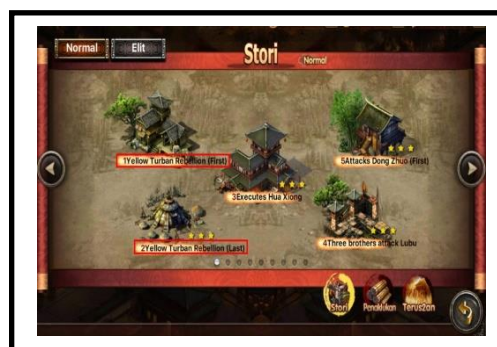 Normal
Elit
Stori
Normal
1Yellow Turban Rebellion (First)
5Attacks Dong Zhuo (First)
3Executes Hua Xiong
2Yellow Turban Rebellion (Last)
4Three brothers attack Lubu
Stori
Penaklukan
Terus2an